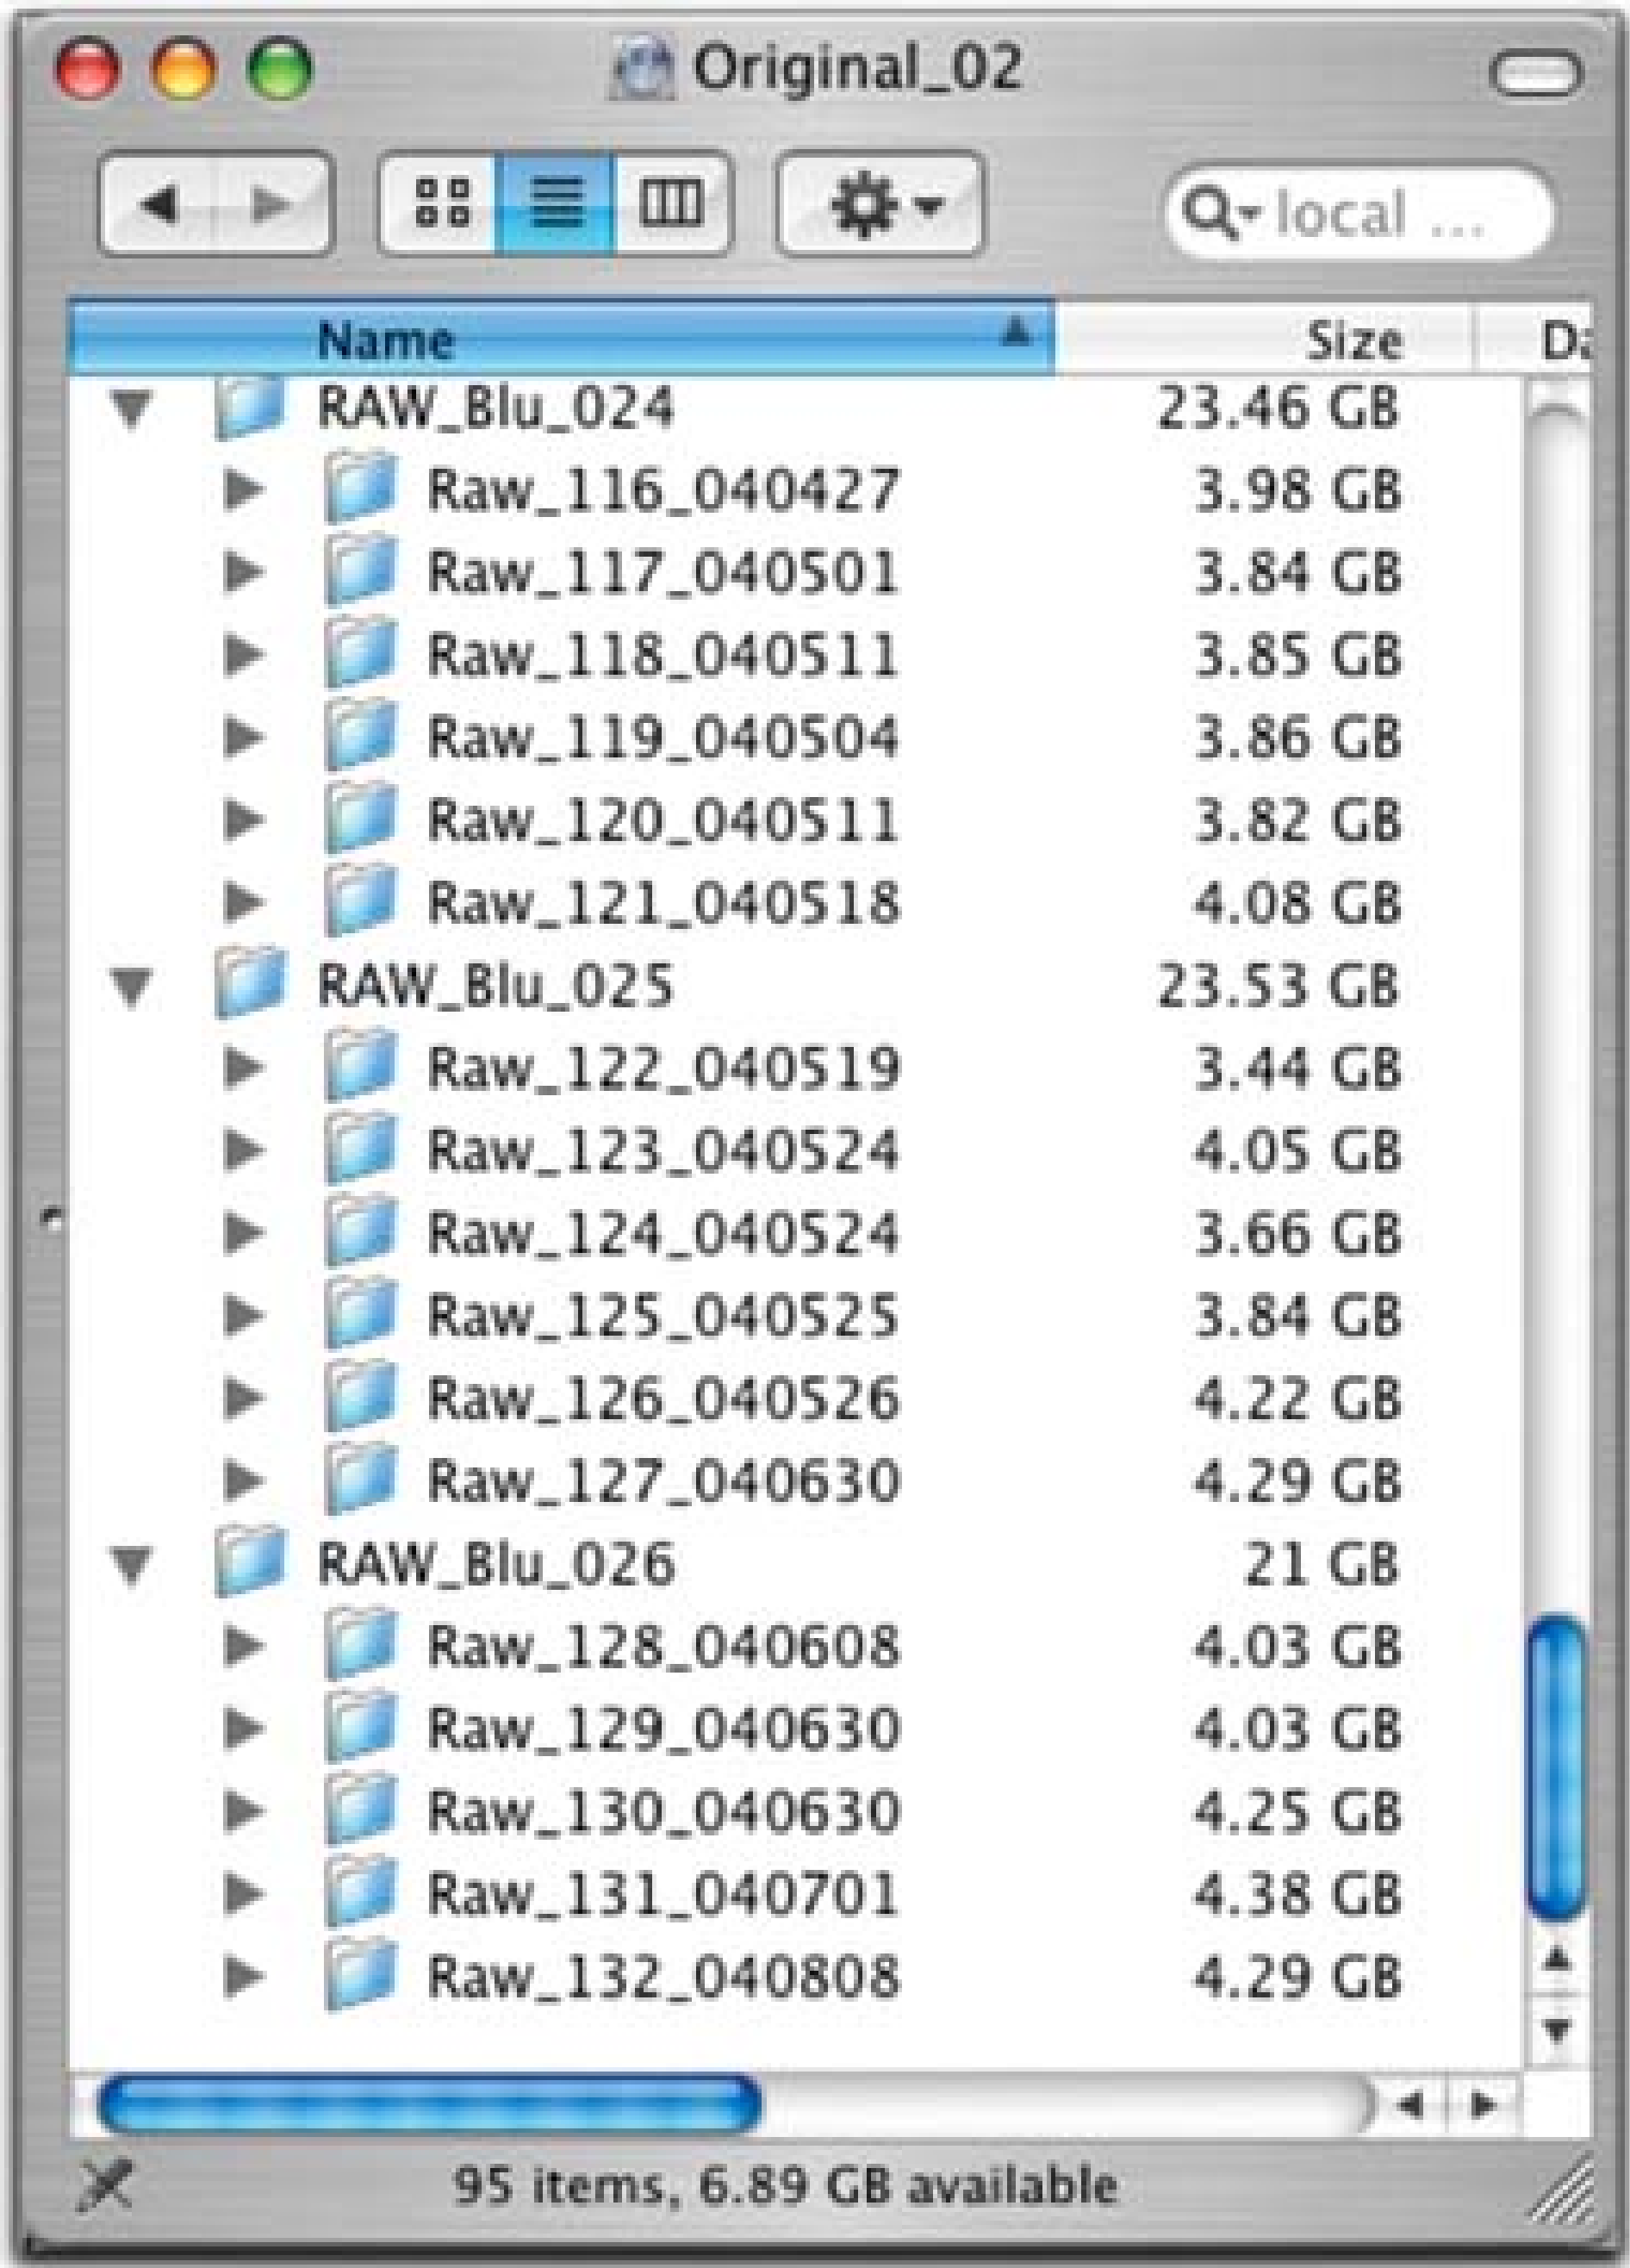 Original_02
local ...
Name Size Da
RAW_Blu_024 23.46 GB
Raw_116_040427 3.98 GB
Raw_117_040501 3.84 GB
Raw_118_040511 3.85 GB
Raw_119_040504 3.86 GB
Raw_120_040511 3.82 GB
Raw_121_040518 4.08 GB
RAW_Blu_025 23.53 GB
Raw_122_040519 3.44 GB
Raw_123_040524 4.05 GB
Raw_124_040524 3.66 GB
Raw_125_040525 3.84 GB
Raw_126_040526 4.22 GB
Raw_127_040630 4.29 GB
RAW_Blu_026 21 GB
Raw_128_040608 4.03 GB
Raw_129_040630 4.03 GB
Raw_130_040630 4.25 GB
Raw_131_040701 4.38 GB
Raw_132_040808 4.29 GB
95 items, 6.89 GB available